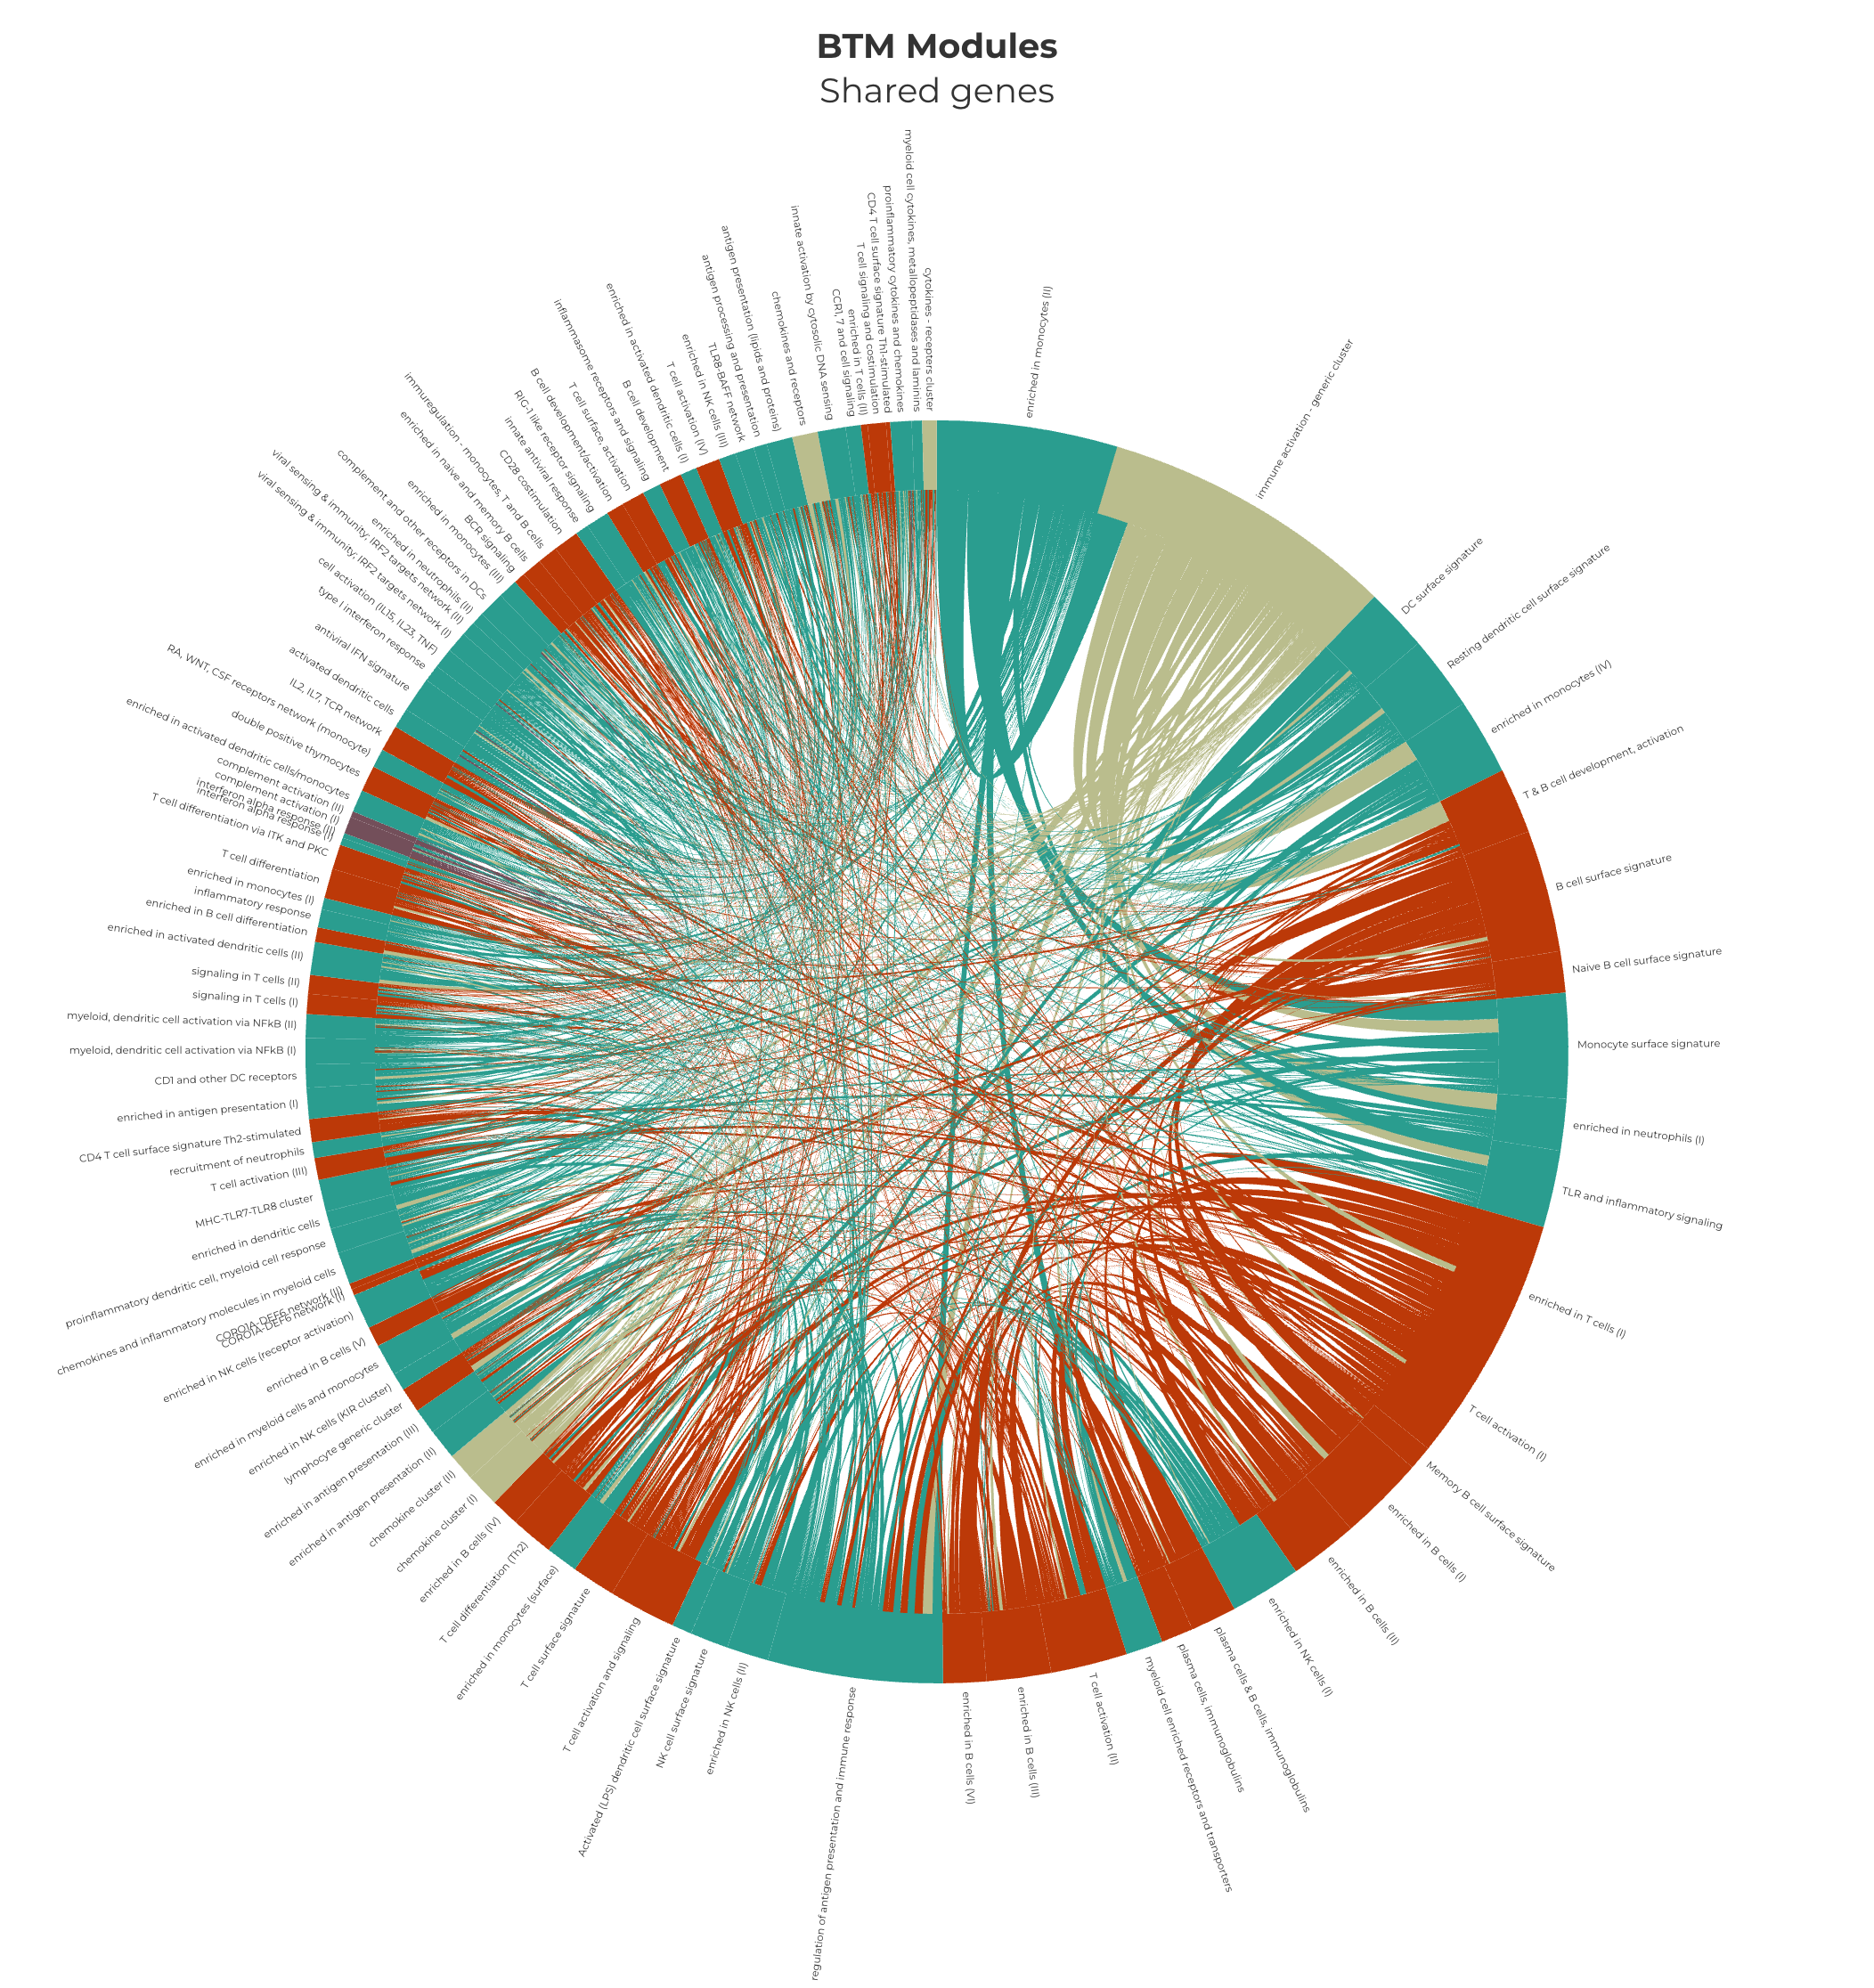 BTM Modules
Shared genes
enriched in monocytes (II)
immune activation - generic cluster
DC surface signature
Resting dendritic cell surface signature
enriched in monocytes (IV)
T & B cell development, activation
B cell surface signature
Naive B cell surface signature
Monocyte surface signature
enriched in neutrophils (I)
TLR and inflammatory signaling
enriched in T cells (I)
T cell activation (I)
Memory B cell surface signature
enriched in B cells (I)
enriched in B cells (II)
enriched in NK cells (I)
plasma cells & B cells, immunoglobulins
plasma cells, immunoglobulins
myeloid cell enriched receptors and transporters
T cell activation (II)
enriched in B cells (III)
enriched in B cells (VI)
regulation of antigen presentation and immune response
enriched in NK cells (II)
NK cell surface signature
Activated (LPS) dendritic cell surface signature
T cell activation and signaling
T cell surface signature
enriched in monocytes (surface)
T cell differentiation (Th2)
enriched in B cells (IV)
chemokine cluster (I)
chemokine cluster (II)
enriched in antigen presentation (II)
enriched in antigen presentation (III)
lymphocyte generic cluster
enriched in NK cells (KIR cluster)
enriched in myeloid cells and monocytes
enriched in B cells (V)
enriched in NK cells (receptor activation)
CORO1A-DEF6 network (I)
CORO1A-DEF6 network (II)
chemokines and inflammatory molecules in myeloid cells
proinflammatory dendritic cell, myeloid cell response
enriched in dendritic cells
MHC-TLR7-TLR8 cluster
T cell activation (III)
recruitment of neutrophils
CD4 T cell surface signature Th2-stimulated
enriched in antigen presentation (I)
CD1 and other DC receptors
myeloid, dendritic cell activation via NFkB (I)
myeloid, dendritic cell activation via NFkB (II)
signaling in T cells (I)
signaling in T cells (II)
enriched in activated dendritic cells (II)
enriched in B cell differentiation
inflammatory response
enriched in monocytes (I)
T cell differentiation
T cell differentiation via ITK and PKC
interferon alpha response (I)
interferon alpha response (II)
complement activation (I)
complement activation (II)
enriched in activated dendritic cells/monocytes
double positive thymocytes
RA, WNT, CSF receptors network (monocyte)
IL2, IL7, TCR network
activated dendritic cells
antiviral IFN signature
type I interferon response
cell activation (IL15, IL23, TNF)
viral sensing & immunity, IRF2 targets network (I)
viral sensing & immunity, IRF2 targets network (II)
enriched in neutrophils (II)
complement and other receptors in DCs
enriched in monocytes (III)
BCR signaling
enriched in naive and memory B cells
immuregulation - monocytes, T and B cells
CD28 costimulation
innate antiviral response
RIG-1 like receptor signaling
B cell development/activation
T cell surface, activation
inflammasome receptors and signaling
B cell development
enriched in activated dendritic cells (I)
T cell activation (IV)
enriched in NK cells (III)
TLR8-BAFF network
antigen processing and presentation
antigen presentation (lipids and proteins)
chemokines and receptors
innate activation by cytosolic DNA sensing
CCR1, 7 and cell signaling
enriched in T cells (II)
T cell signaling and costimulation
CD4 T cell surface signature Th1-stimulated
proinflammatory cytokines and chemokines
myeloid cell cytokines, metallopeptidases and laminins
cytokines - recepters cluster